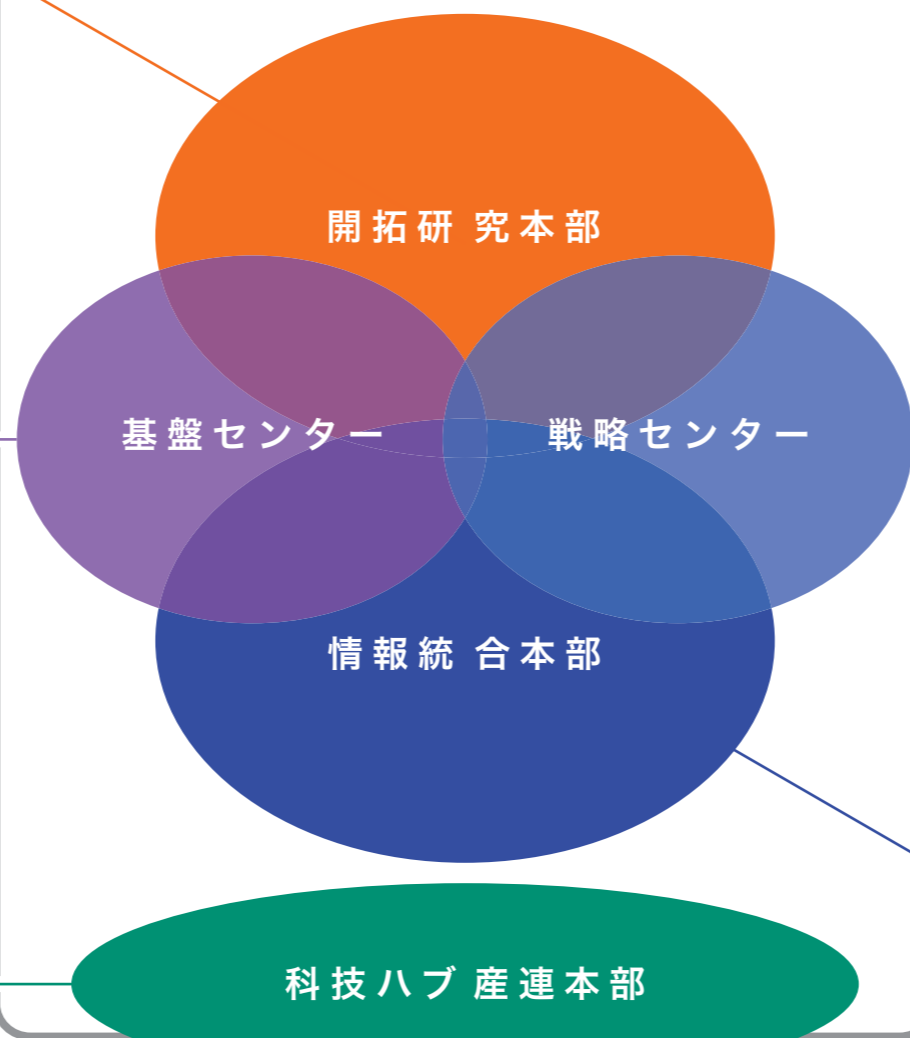 開拓研究本部
基盤センター
戦略センター
情報統合本部
科技ハブ産連本部